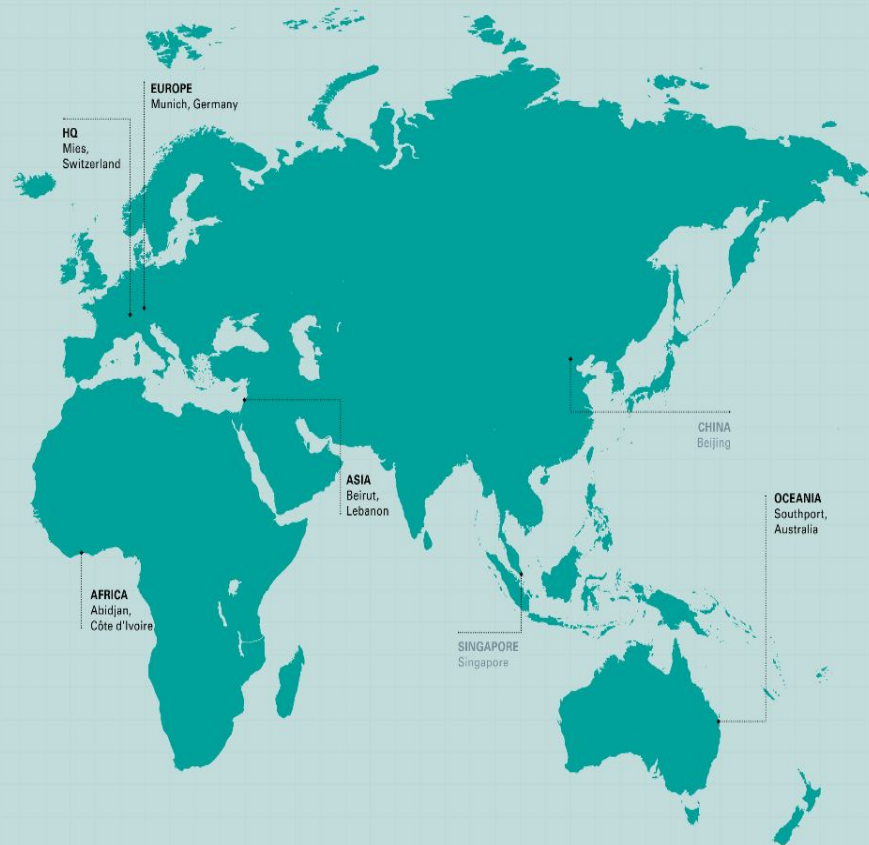 EUROPE
Munich, Germany
HQ
Mies,
Switzerland
CHINA
Beijing
ASIA
Beirut,
Lebanon
OCEANIA
Southport,
Australia
AFRICA
Abidjan,
Côte d'Ivoire
SINGAPORE
Singapore